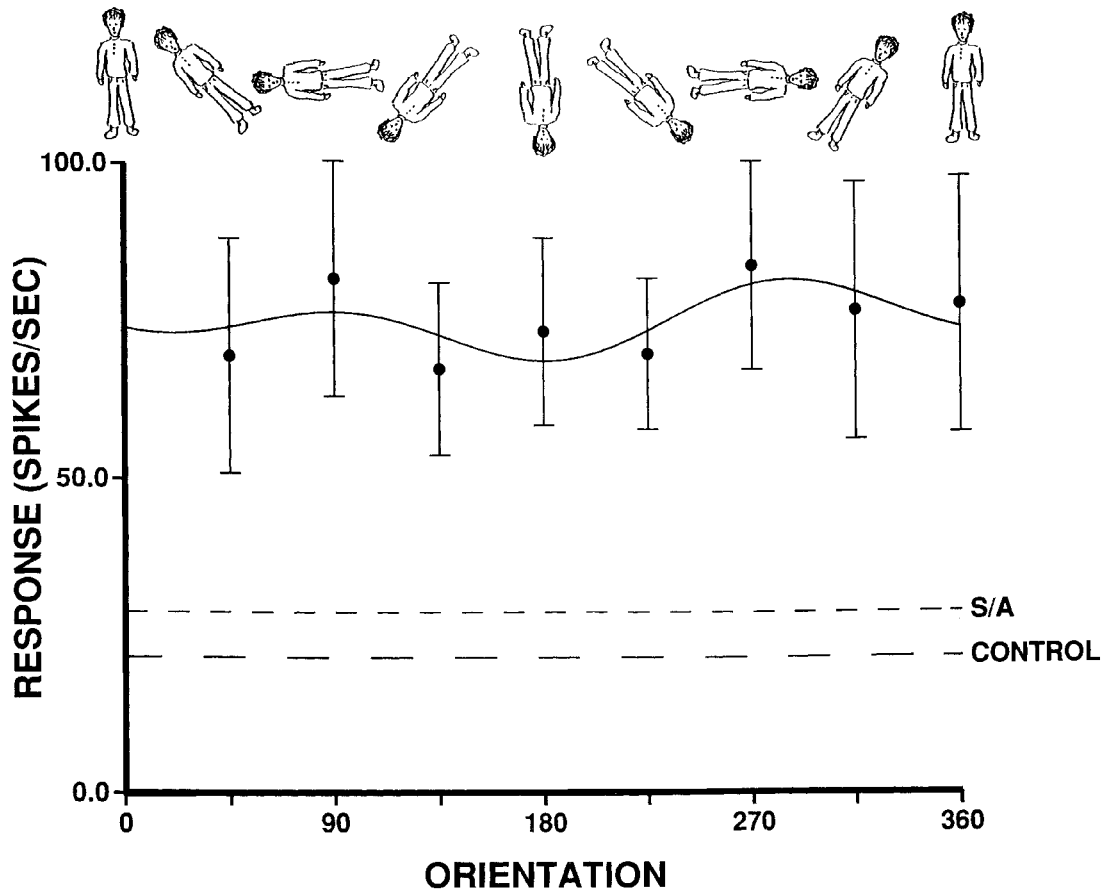 100.0
50.0
0.0
RESPONSE (SPIKES/SEC)
S/A
CONTROL
0 90 180 270 360
ORIENTATION